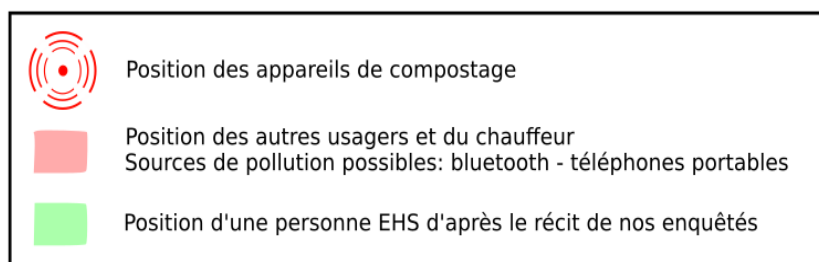 Position des appareils de compostage
Position des autres usagers et du chauffeur
Sources de pollution possibles: bluetooth - téléphones portables
Position d'une personne EHS d'après le récit de nos enquêtés